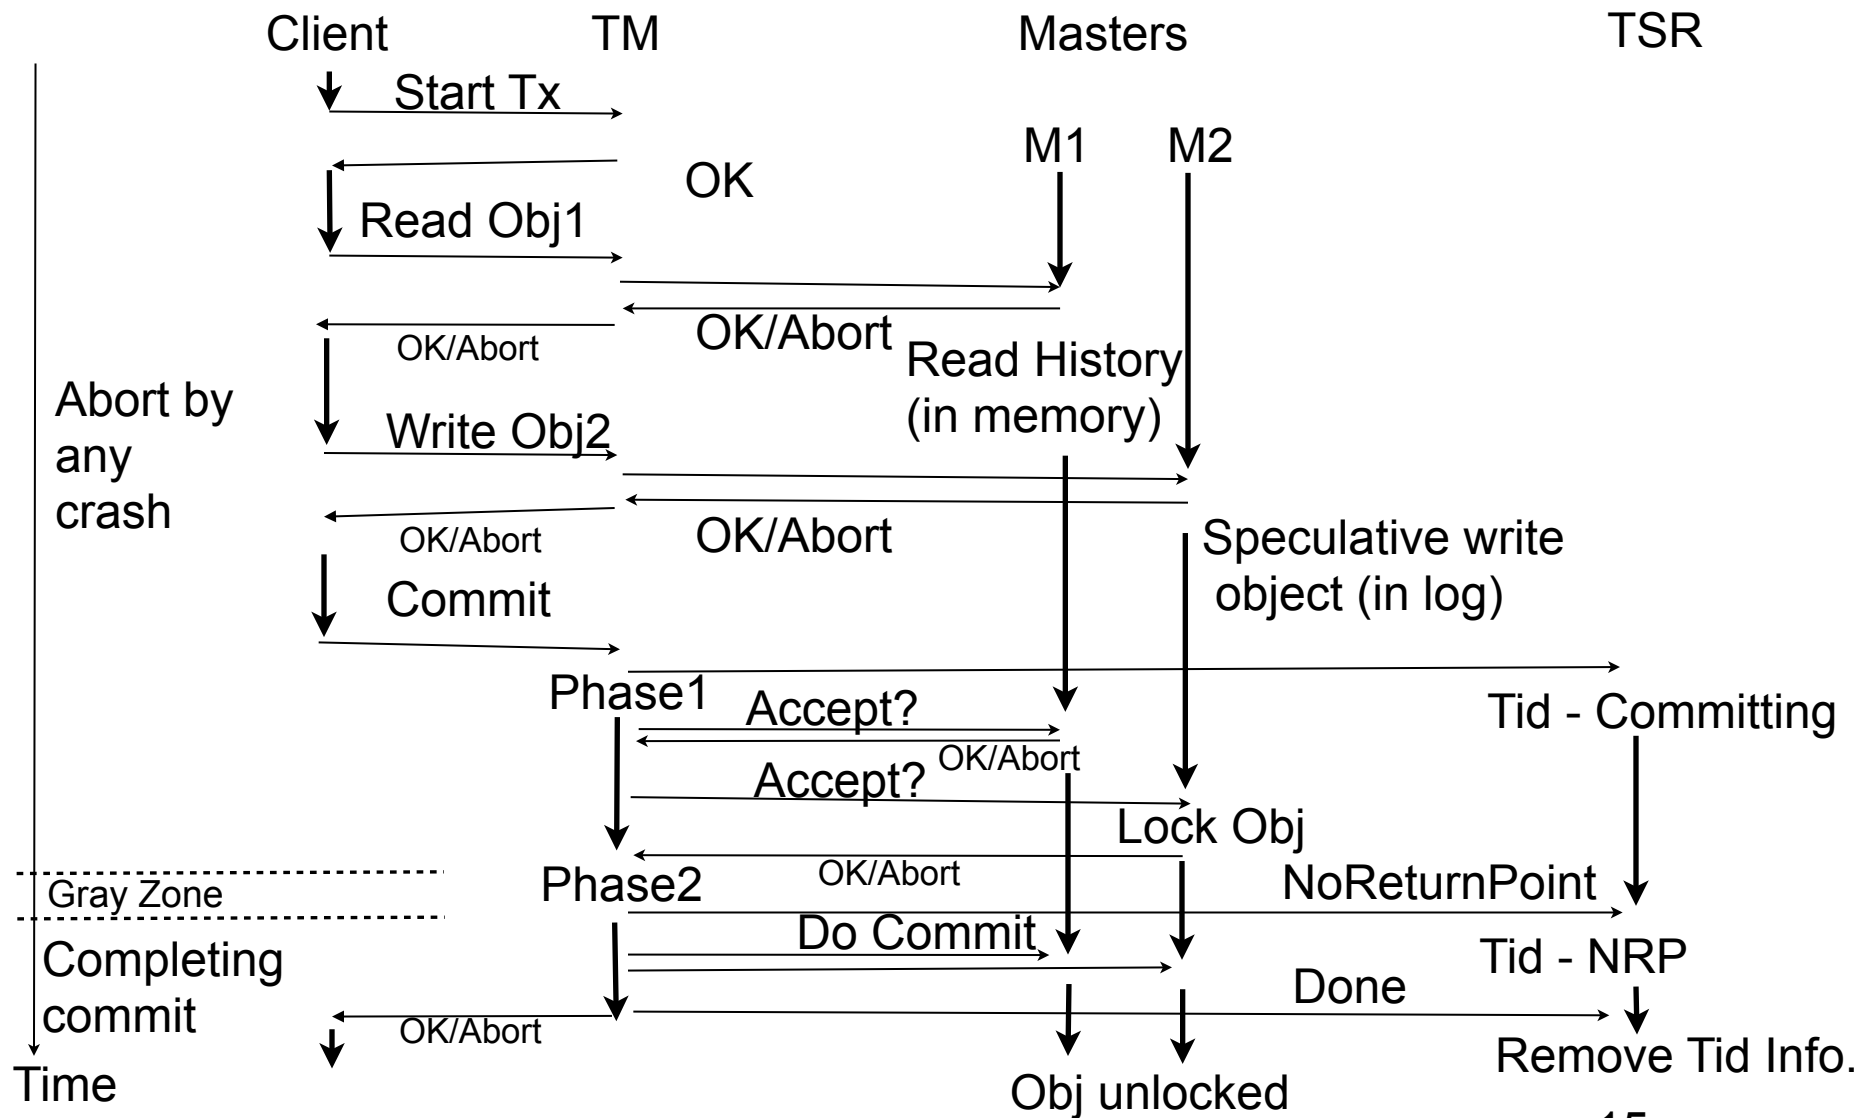 Client
TM
Masters
TSR
Start Tx
M1
M2
OK
Read Obj1
OK/Abort
OK/Abort
Read History
(in memory)
Abort by
any
crash
Write Obj2
OK/Abort
OK/Abort
Speculative write
object (in log)
Commit
Phase1
Accept?
Tid - Committing
OK/Abort
Accept?
Lock Obj
OK/Abort
Gray Zone
Phase2
NoReturnPoint
Do Commit
Completing
commit
Tid - NRP
Done
OK/Abort
Remove Tid Info.
Time
Obj unlocked